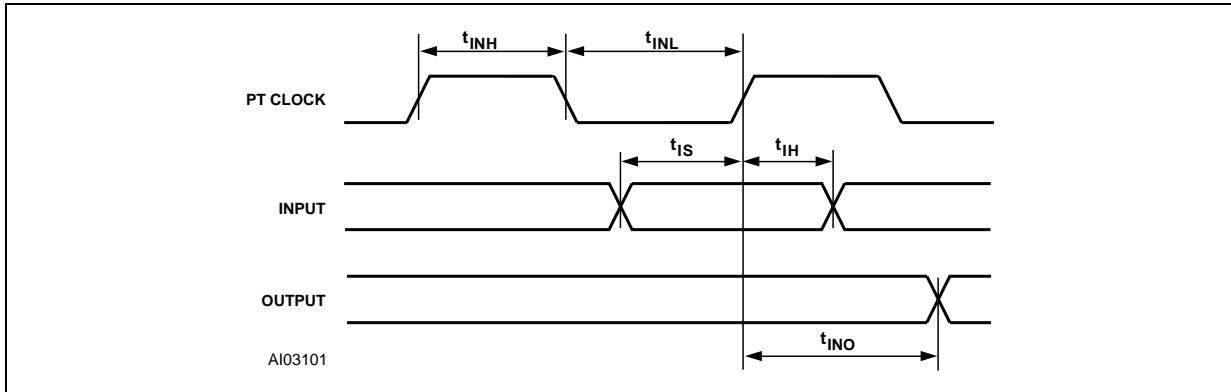 tINH
tINL
PT CLOCK
tIS
tIH
INPUT
OUTPUT
tINO
AI03101